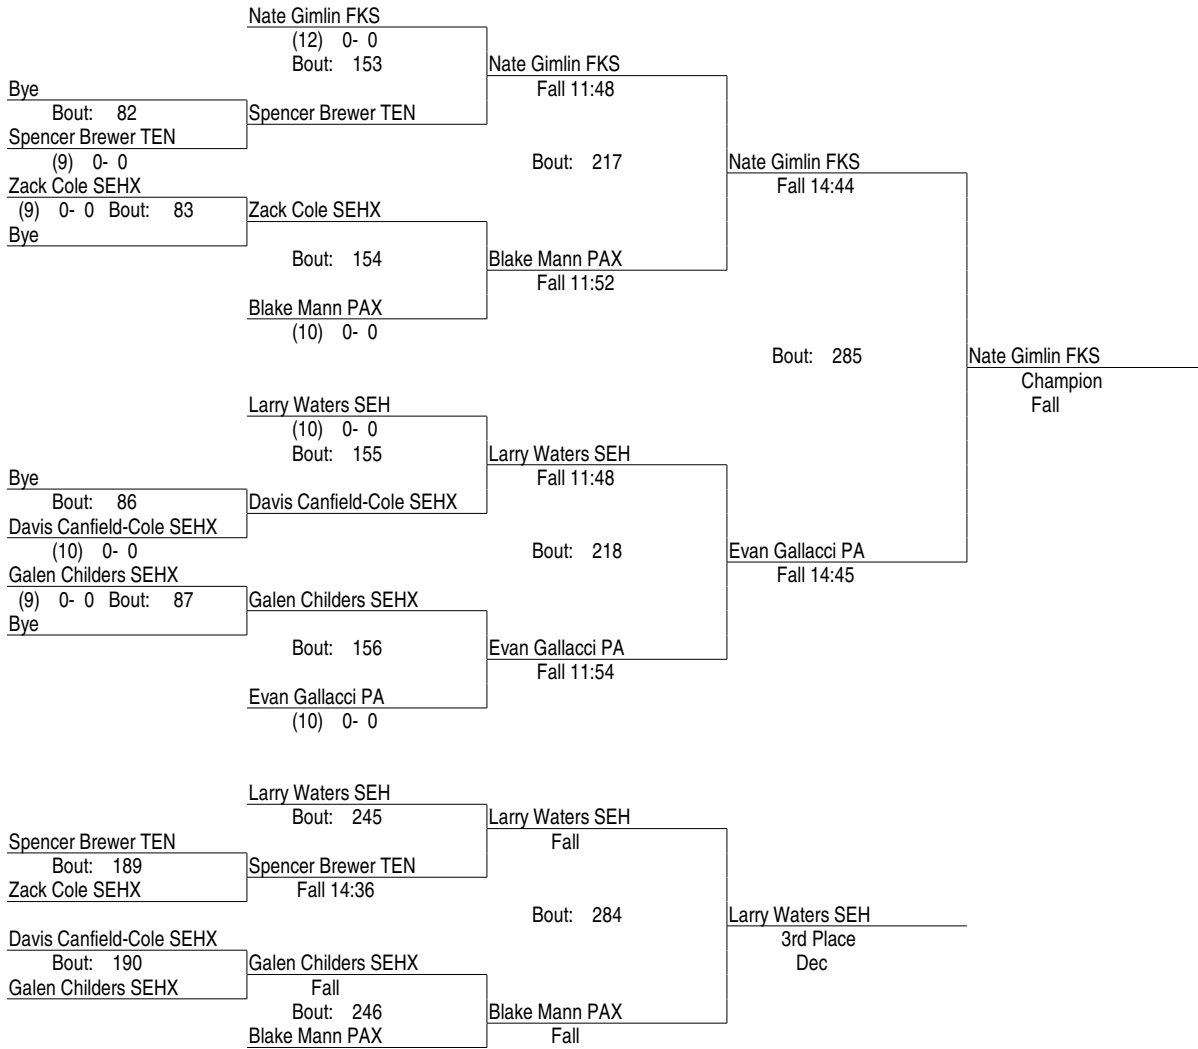 Nate Gimlin FKS
(12) 0- 0
Bout: 153
Nate Gimlin FKS
Fall 11:48
Bye
Bout: 82
Spencer Brewer TEN
Spencer Brewer TEN
(9) 0- 0
Bout: 217
Nate Gimlin FKS
Fall 14:44
Zack Cole SEHX
(9) 0- 0 Bout: 83
Zack Cole SEHX
Bye
Bout: 154
Blake Mann PAX
Fall 11:52
Blake Mann PAX
(10) 0- 0
Bout: 285
Nate Gimlin FKS
Champion
Fall
Larry Waters SEH
(10) 0- 0
Bout: 155
Larry Waters SEH
Fall 11:48
Bye
Bout: 86
Davis Canfield-Cole SEHX
Davis Canfield-Cole SEHX
(10) 0- 0
Bout: 218
Evan Gallacci PA
Fall 14:45
Galen Childers SEHX
(9) 0- 0 Bout: 87
Galen Childers SEHX
Bye
Bout: 156
Evan Gallacci PA
Fall 11:54
Evan Gallacci PA
(10) 0- 0
Larry Waters SEH
Bout: 245
Larry Waters SEH
Fall
Spencer Brewer TEN
Bout: 189
Spencer Brewer TEN
Zack Cole SEHX
Fall 14:36
Bout: 284
Larry Waters SEH
3rd Place
Dec
Davis Canfield-Cole SEHX
Bout: 190
Galen Childers SEHX
Galen Childers SEHX
Fall
Bout: 246
Blake Mann PAX
Blake Mann PAX
Fall